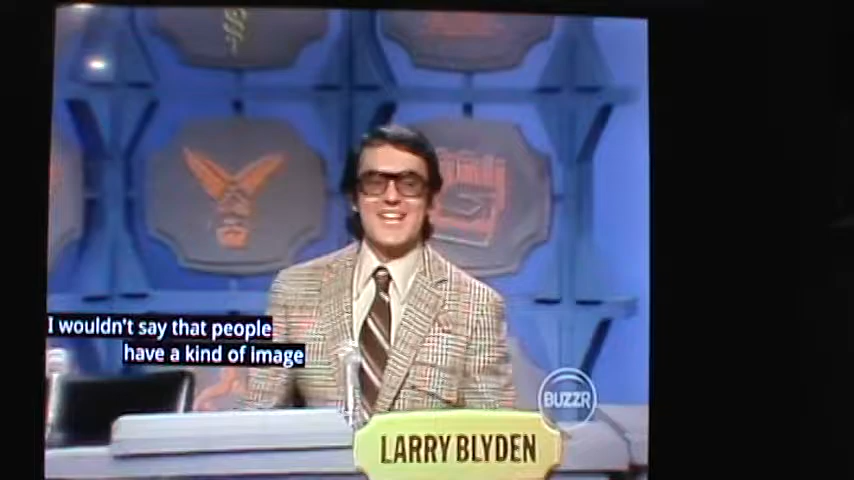 I wouldn't say that people
have a kind of image
BUZZR
LARRY BLYDEN